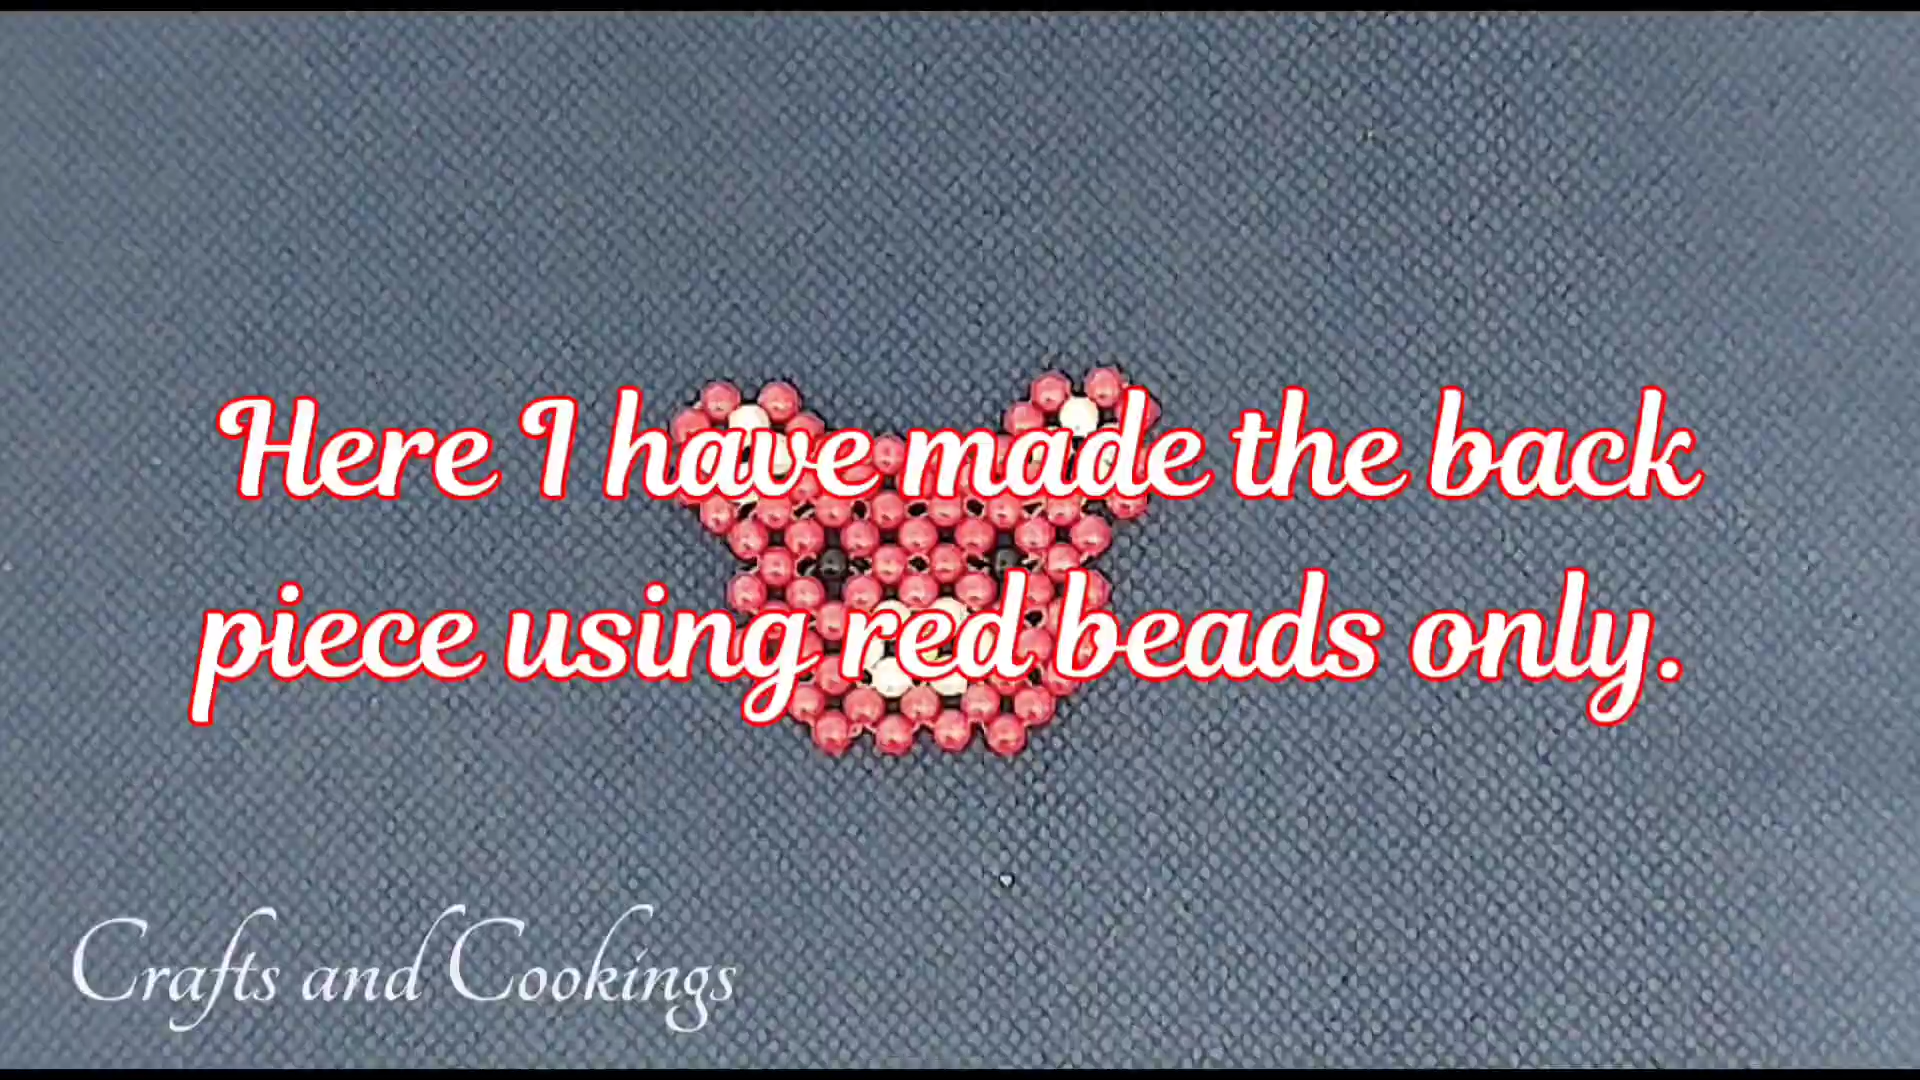 Here I have made the back
piece using red beads only.
Crafts and Cookings